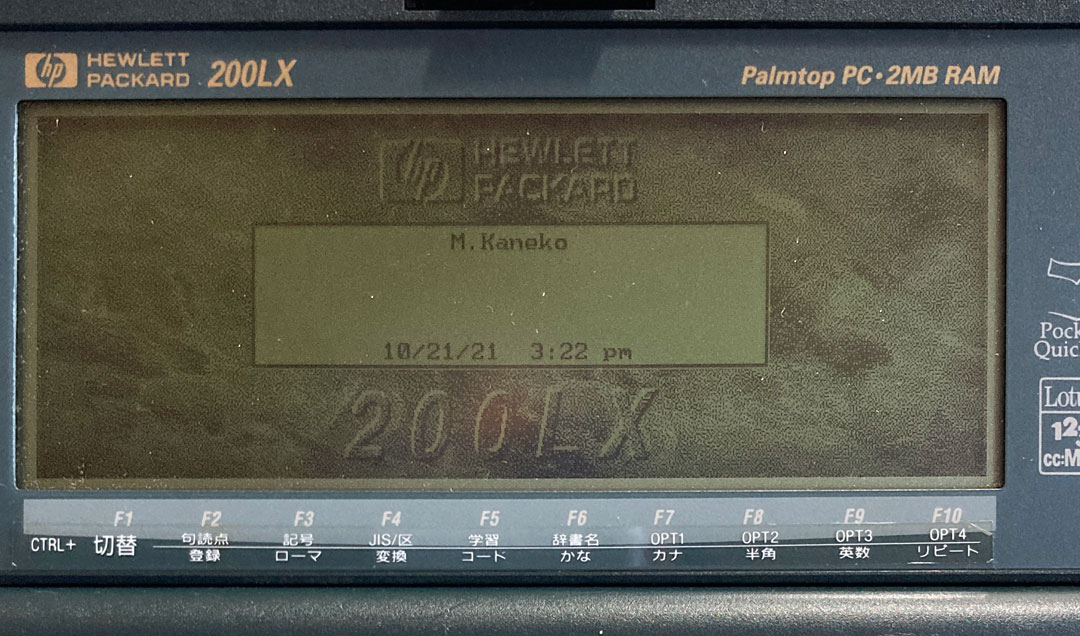 hp HEWLETT
PACKARD 200LX
Palmtop PC・2MB RAM
hp HEWLETT
PACKARD
M.Kaneko
10/21/21 3:22 pm
200LX
F1 F2 F3 F4 F5 F6 F7 F8 F9 F10
CTRL+ 切替 句読点 記号 JIS/区 学習 辞書名 OPT1 OPT2 OPT3 OPT4
登録 ローマ 変換 コード かな カナ 半角 英数 リピート